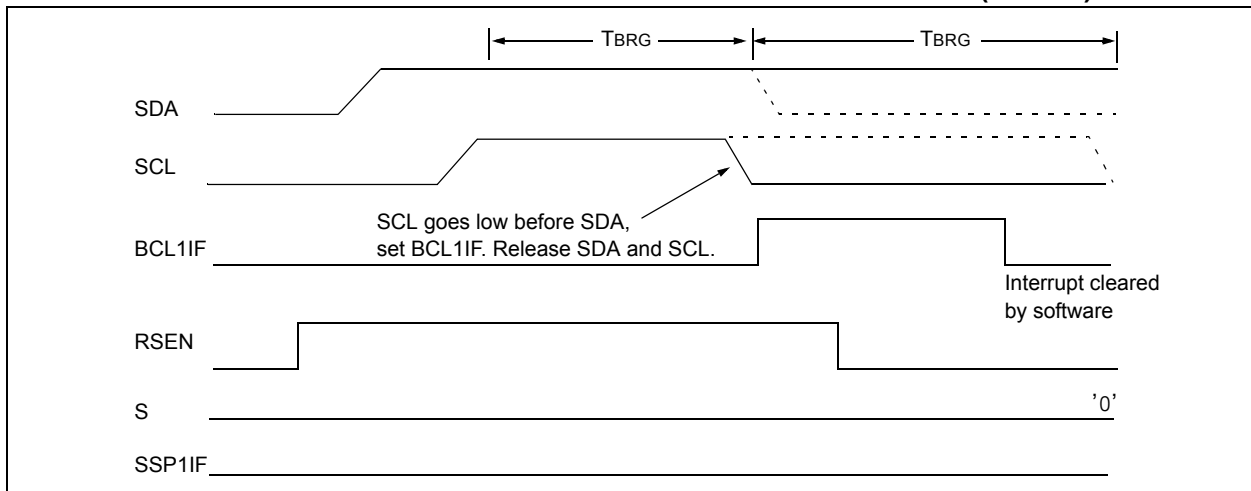 TBRG TBRG
SDA
SCL
SCL goes low before SDA,
set BCL1IF. Release SDA and SCL.
BCL1IF
Interrupt cleared
by software
RSEN
S
'0'
SSP1IF